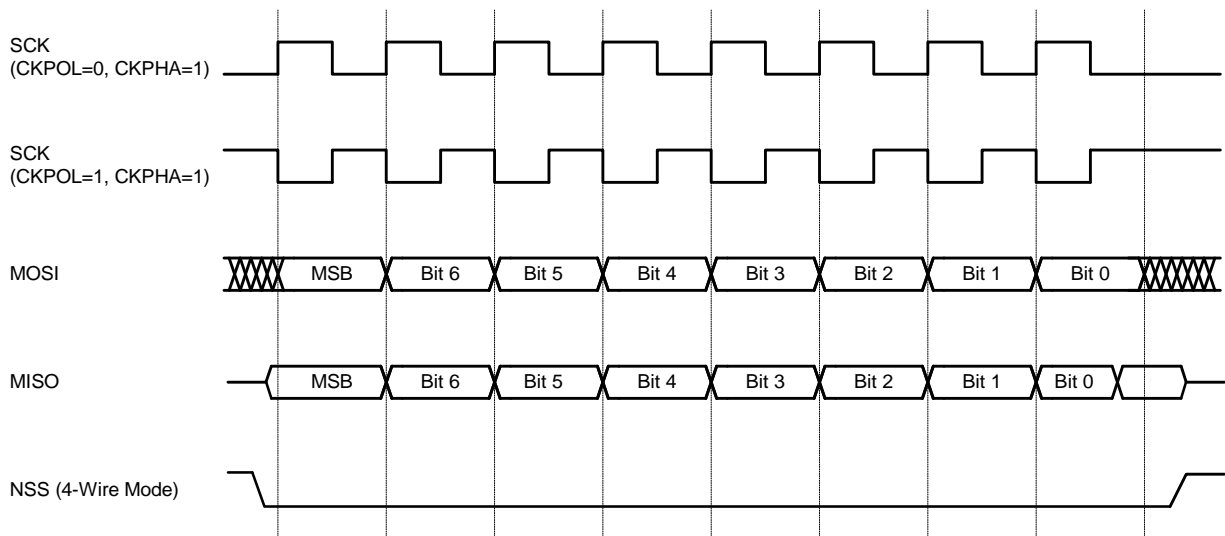 SCK
(CKPOL=0, CKPHA=1)
SCK
(CKPOL=1, CKPHA=1)
MOSI
MSB Bit 6 Bit 5 Bit 4 Bit 3 Bit 2 Bit 1 Bit 0
MISO
MSB Bit 6 Bit 5 Bit 4 Bit 3 Bit 2 Bit 1 Bit 0
NSS (4-Wire Mode)